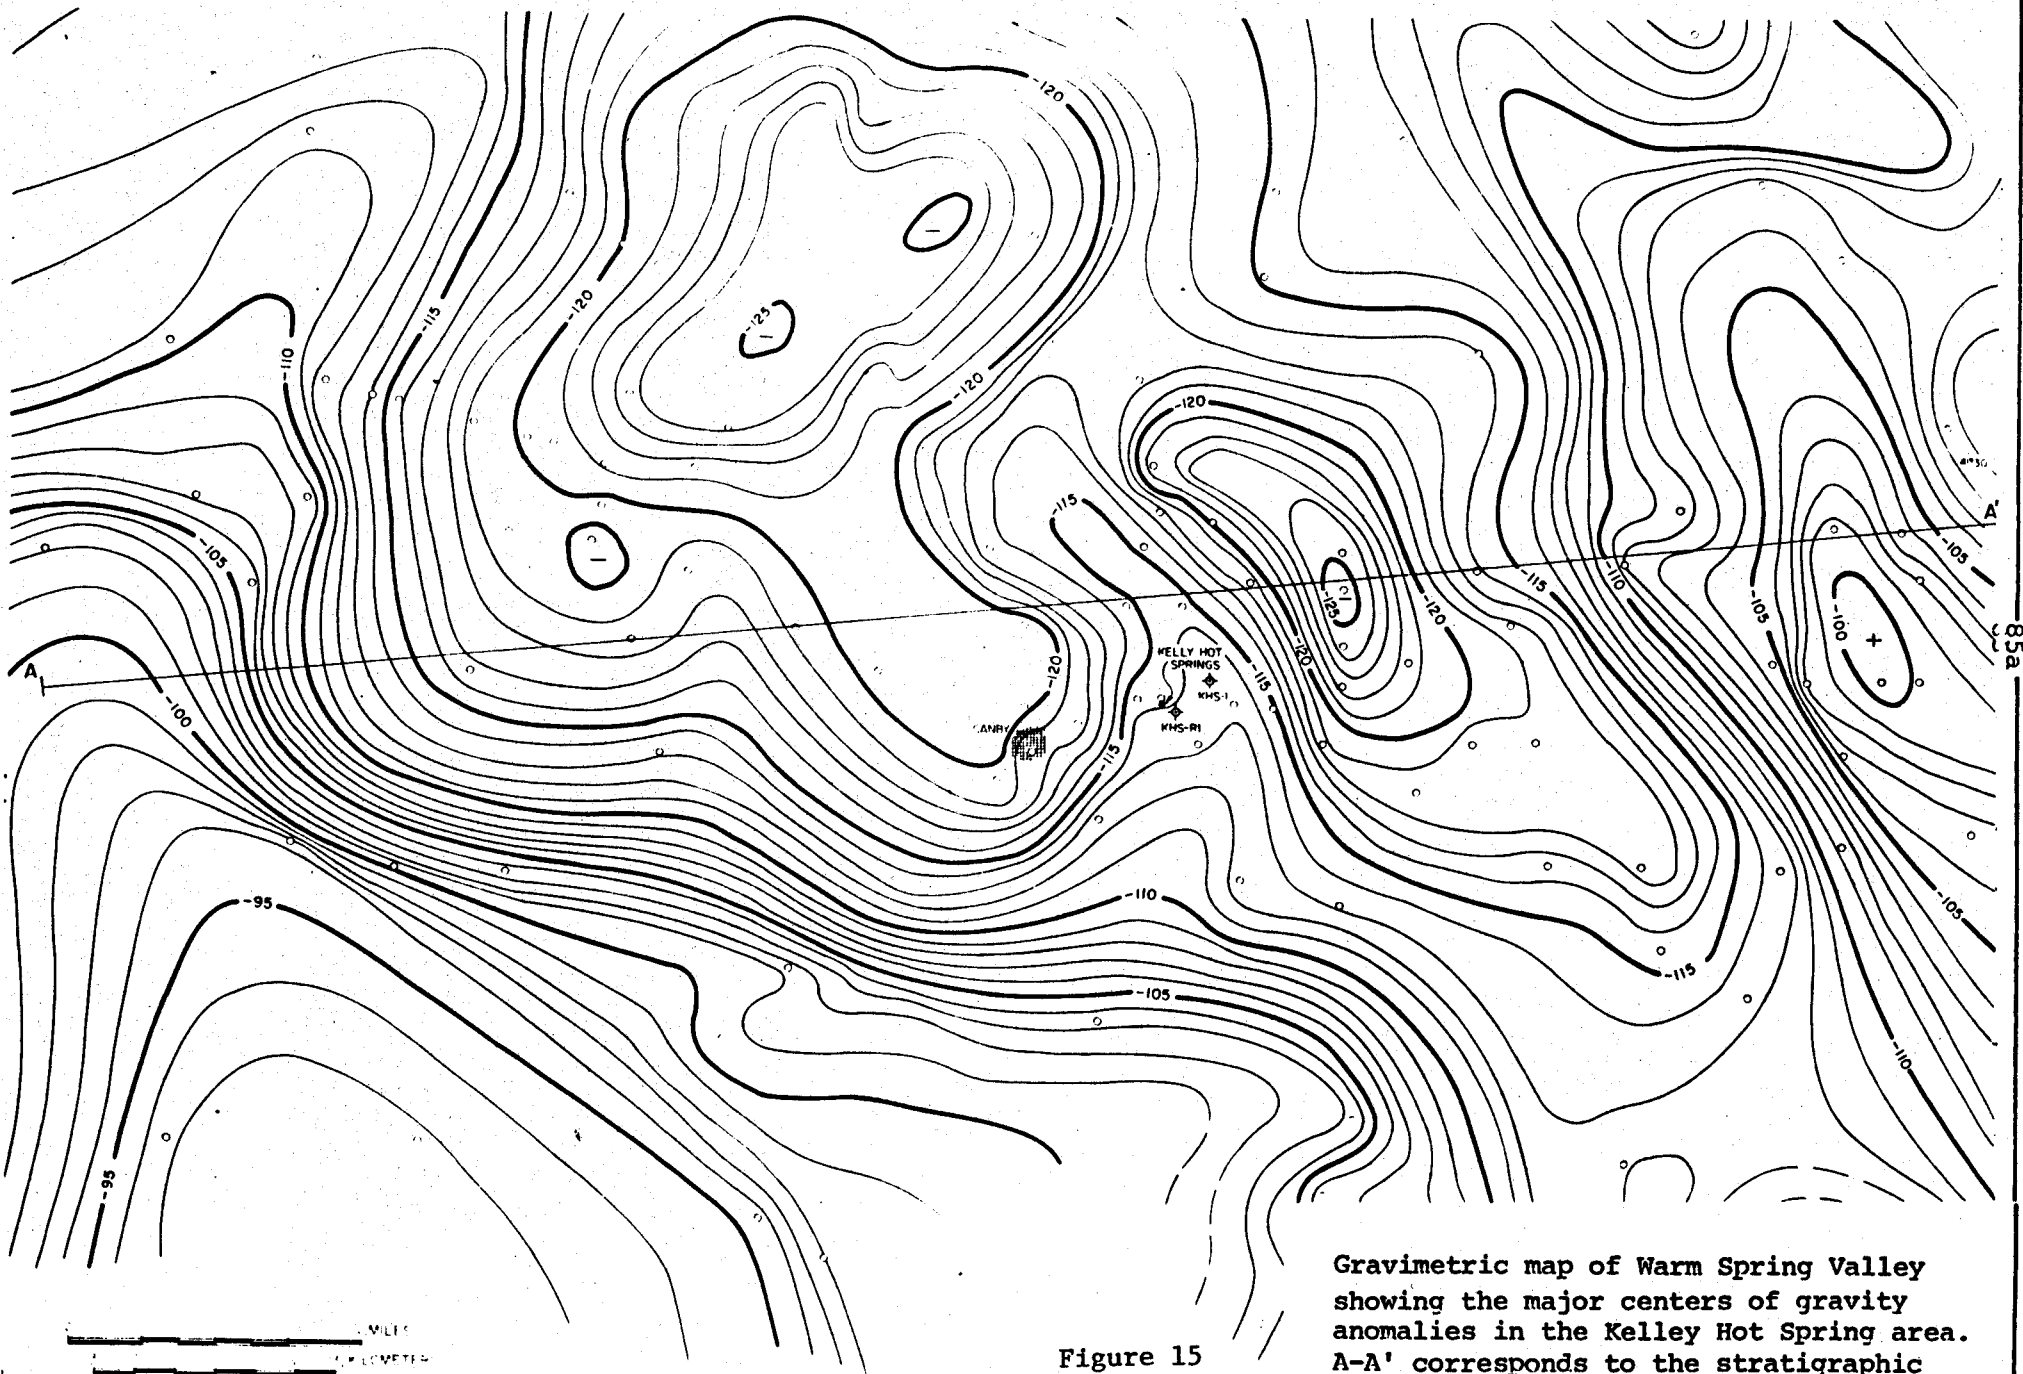 -120
-115
-120
-125
-110
-120
-120
-115
-105
A
A'
-105
-110
-115
-125
-120
-105
-100
-120
KELLY HOT
SPRINGS
KHS-1
KHS-R1
-115
-120
-100
-115
-110
-95
-105
-115
-105
-110
-95
85a
MILES
KILOMETER
Figure 15
Gravimetric map of Warm Spring Valley
showing the major centers of gravity
anomalies in the Kelley Hot Spring area.
A-A' corresponds to the stratigraphic